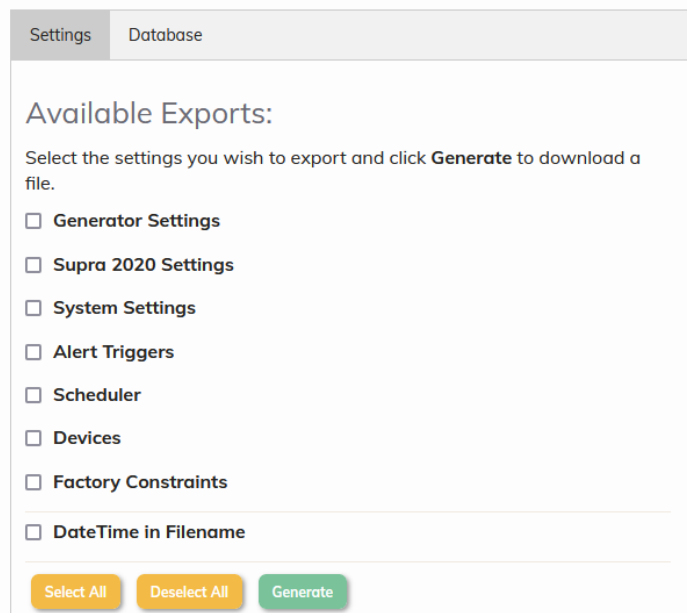 Settings Database
Available Exports:
Select the settings you wish to export and click Generate to download a
file.
Generator Settings
Supra 2020 Settings
System Settings
Alert Triggers
Scheduler
Devices
Factory Constraints
DateTime in Filename
Select All Deselect All Generate